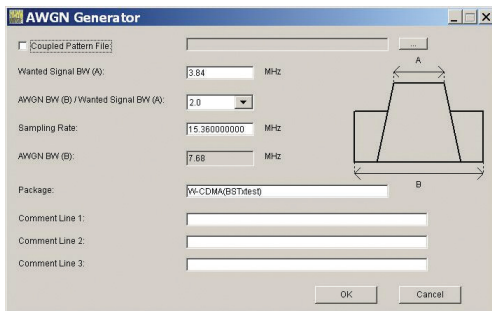 AWGN Generator
Coupled Pattern File:
...
A
Wanted Signal BW (A): 3.84 MHz
AWGN BW (B) / Wanted Signal BW (A): 2.0
Sampling Rate: 15.360000000 MHz
AWGN BW (B): 7.68 MHz
B
Package: W-CDMA(BSTxtest)
Comment Line 1:
Comment Line 2:
Comment Line 3:
OK Cancel